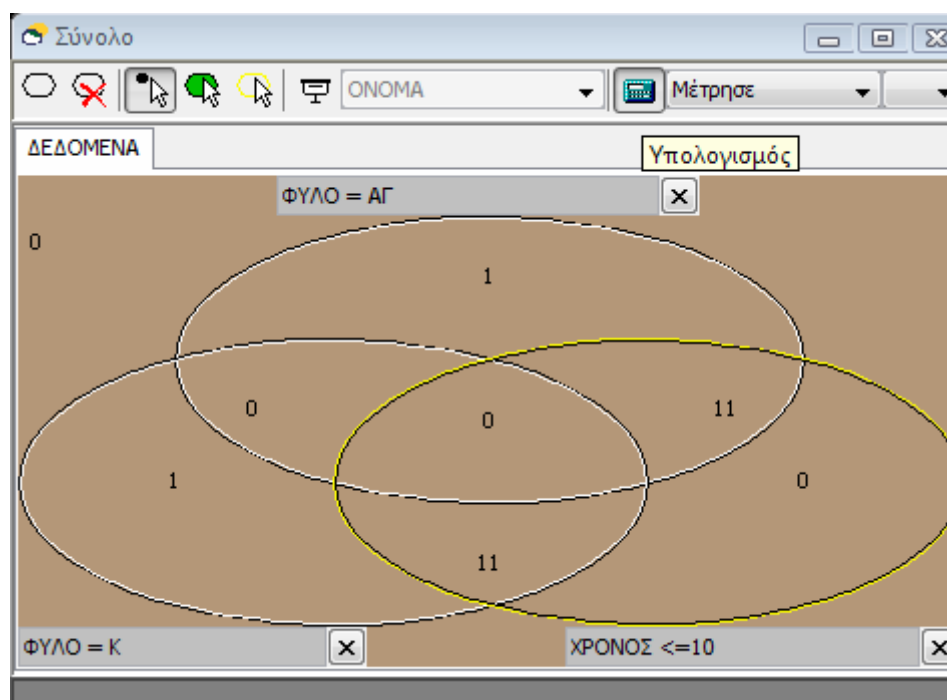 Σύνολο
ΟΝΟΜΑ Μέτρησε
ΔΕΔΟΜΕΝΑ
Υπολογισμός
ΦΥΛΟ = ΑΓ
0
1
0 0 11
1 0
11
ΦΥΛΟ = Κ ΧΡΟΝΟΣ <=10